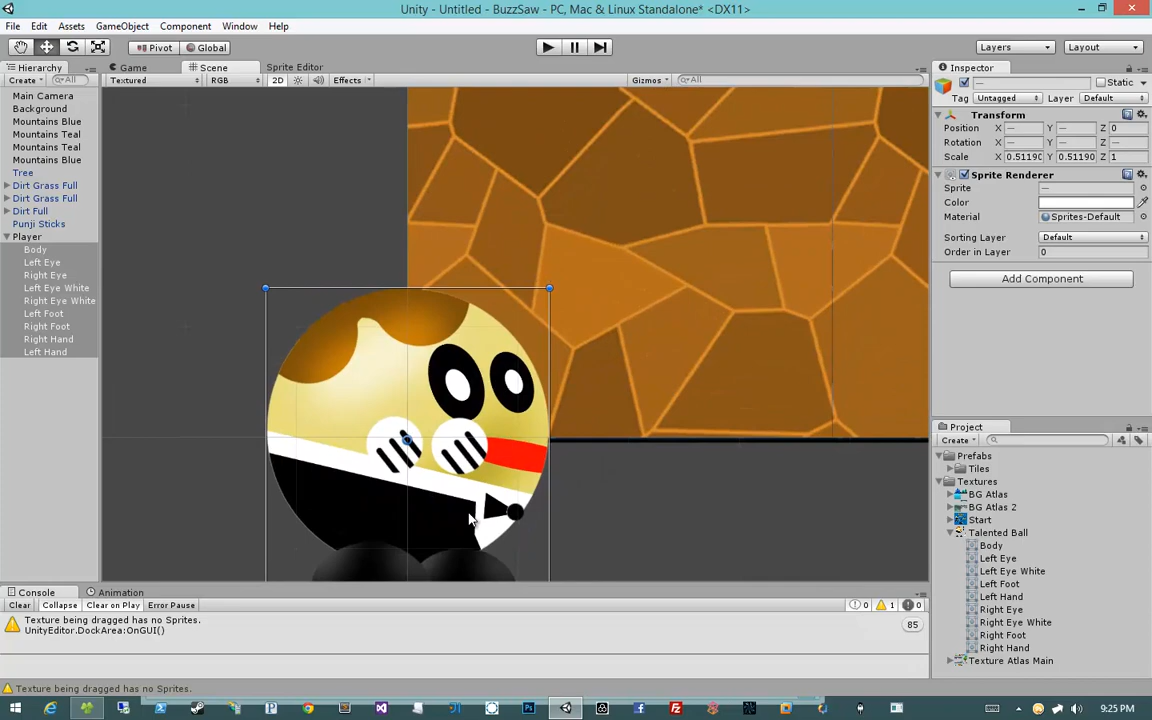 Unity - Untitled - BuzzSaw - PC, Mac & Linux Standalone* <DX11>
File Edit Assets GameObject Component Window Help
Pivot Global Layers Layout
Hierarchy Game Scene Sprite Editor Inspector
Create All Textured RGB 2D Effects Gizmos All
Main Camera
Background
Mountains Blue
Mountains Teal
Mountains Teal
Mountains Blue
Tree
Dirt Grass Full
Dirt Grass Full
Dirt Full
Punji Sticks
Player
Body
Left Eye
Right Eye
Left Eye White
Right Eye White
Left Foot
Right Foot
Right Hand
Left Hand
— Static
Tag Untagged Layer Default
Transform
Position X — Y — Z 0
Rotation X — Y — Z —
Scale X 0.51190 Y 0.51190 Z 1
Sprite Renderer
Sprite —
Color
Material Sprites-Default
Sorting Layer Default
Order in Layer 0
Add Component
Project
Create
Prefabs
Tiles
Textures
BG Atlas
BG Atlas 2
Start
Talented Ball
Body
Left Eye
Left Eye White
Left Foot
Left Hand
Right Eye
Right Eye White
Right Foot
Right Hand
Texture Atlas Main
Console Animation
Clear Collapse Clear on Play Error Pause 0 1 0
Texture being dragged has no Sprites.
UnityEditor.DockArea:OnGUI()
85
Texture being dragged has no Sprites.
9:25 PM